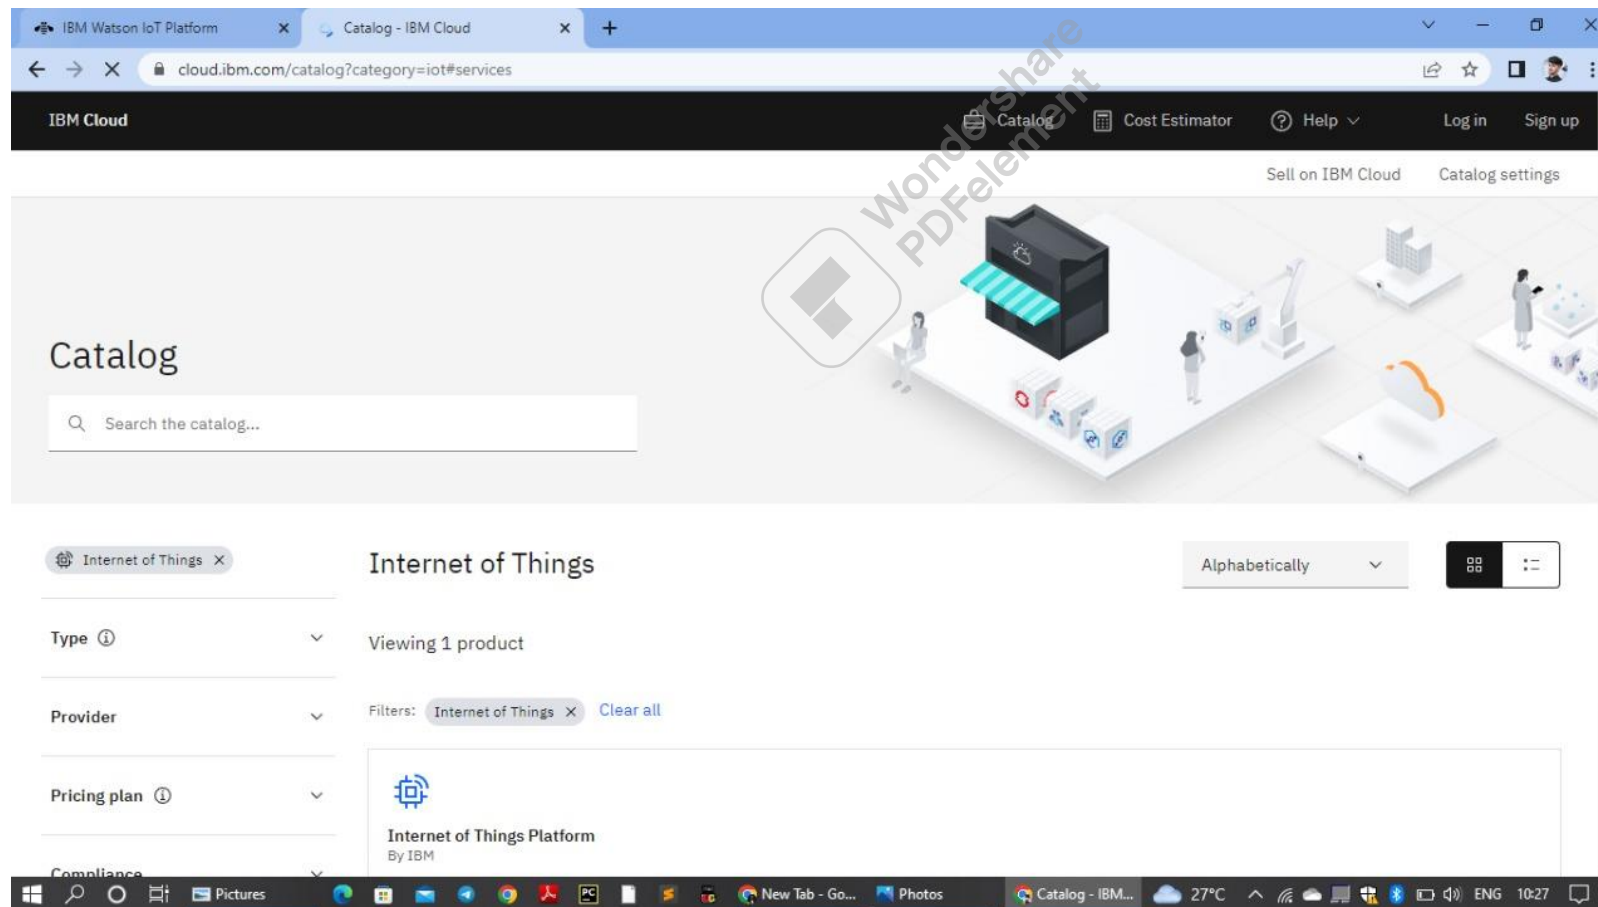 IBM Watson IoT Platform
Catalog - IBM Cloud
cloud.ibm.com/catalog?category=iot#services
IBM Cloud
Catalog
Cost Estimator
Help
Log in
Sign up
Sell on IBM Cloud
Catalog settings
Wondershare
PDFelement
Catalog
Search the catalog...
Internet of Things
Internet of Things
Alphabetically
Type
Viewing 1 product
Provider
Filters: Internet of Things Clear all
Pricing plan
Internet of Things Platform
By IBM
Compliance
Pictures
PC
New Tab - Go...
Photos
Catalog - IBM...
27°C
ENG
10:27